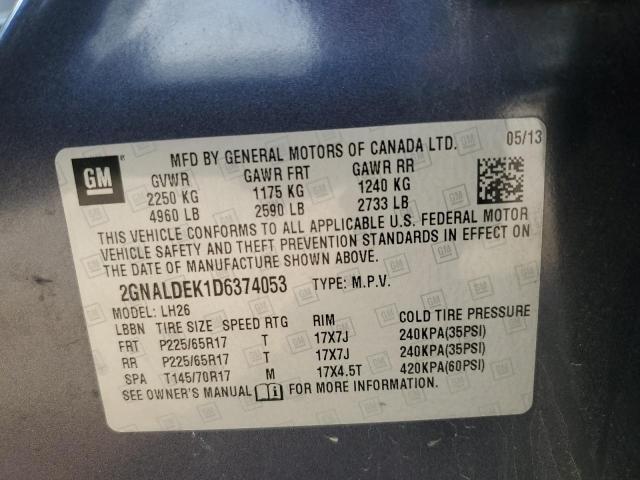 MFD BY GENERAL MOTORS OF CANADA LTD. 05/13
GM
GVWR GAWR FRT GAWR RR
2250 KG 1175 KG 1240 KG
4960 LB 2590 LB 2733 LB
THIS VEHICLE CONFORMS TO ALL APPLICABLE U.S. FEDERAL MOTOR
VEHICLE SAFETY AND THEFT PREVENTION STANDARDS IN EFFECT ON
THE DATE OF MANUFACTURE SHOWN ABOVE.
2GNALDEK1D6374053 TYPE: M.P.V.
MODEL: LH26
LBBN TIRE SIZE SPEED RTG RIM COLD TIRE PRESSURE
FRT P225/65R17 T 17X7J 240KPA(35PSI)
RR P225/65R17 T 17X7J 240KPA(35PSI)
SPA T145/70R17 M 17X4.5T 420KPA(60PSI)
SEE OWNER'S MANUAL i FOR MORE INFORMATION.